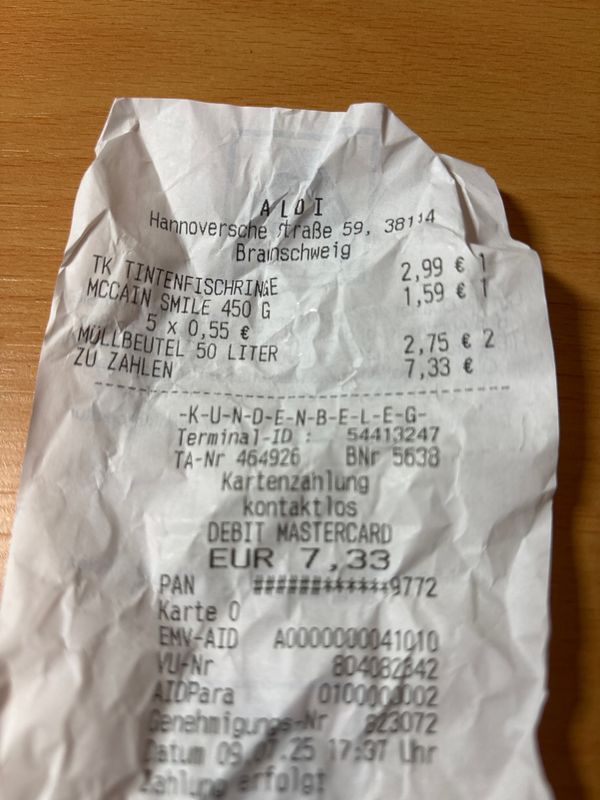 ALDI
Hannoversche Straße 59, 38114
Braunschweig
TK TINTENFISCHRINGE 2,99 € 1
MCCAIN SMILE 450 G 1,59 € 1
5 x 0,55 €
MÜLLBEUTEL 50 LITER 2,75 € 2
ZU ZAHLEN 7,33 €
-K-U-N-D-E-N-B-E-L-E-G-
Terminal-ID : 54413247
TA-Nr 464926 BNr 5638
Kartenzahlung
kontaktlos
DEBIT MASTERCARD
EUR 7,33
PAN ######******9772
Karte 0
EMV-AID A0000000041010
VU-Nr
AIDPara 0100000002
Genehmigungs-Nr 823072
Datum 09.07.25 17:37 Uhr
Zahlung erfolgt